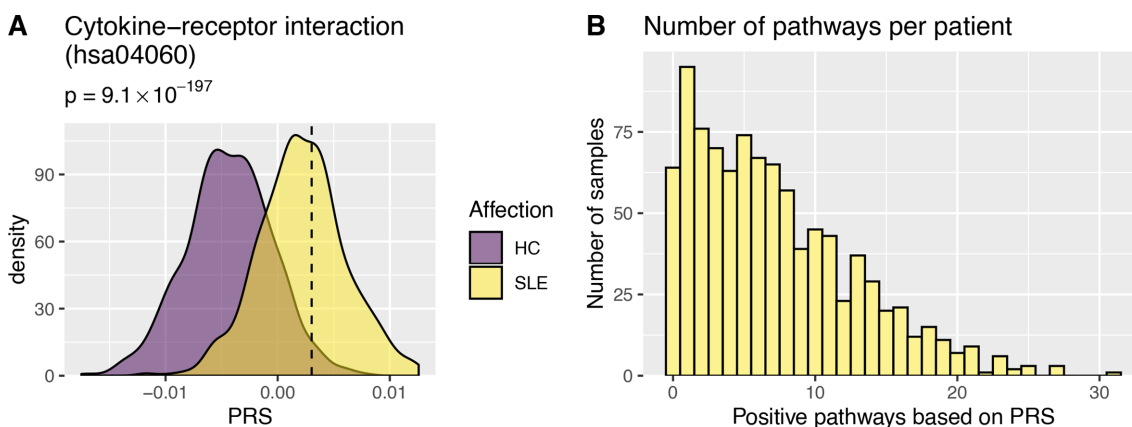 A
Cytokine−receptor interaction
(hsa04060)
p = 9.1 × 10−197
90
60
30
0
density
−0.01
0.00
0.01
PRS
Affection
HC
SLE
B
Number of pathways per patient
75
50
25
0
Number of samples
0
10
20
30
Positive pathways based on PRS